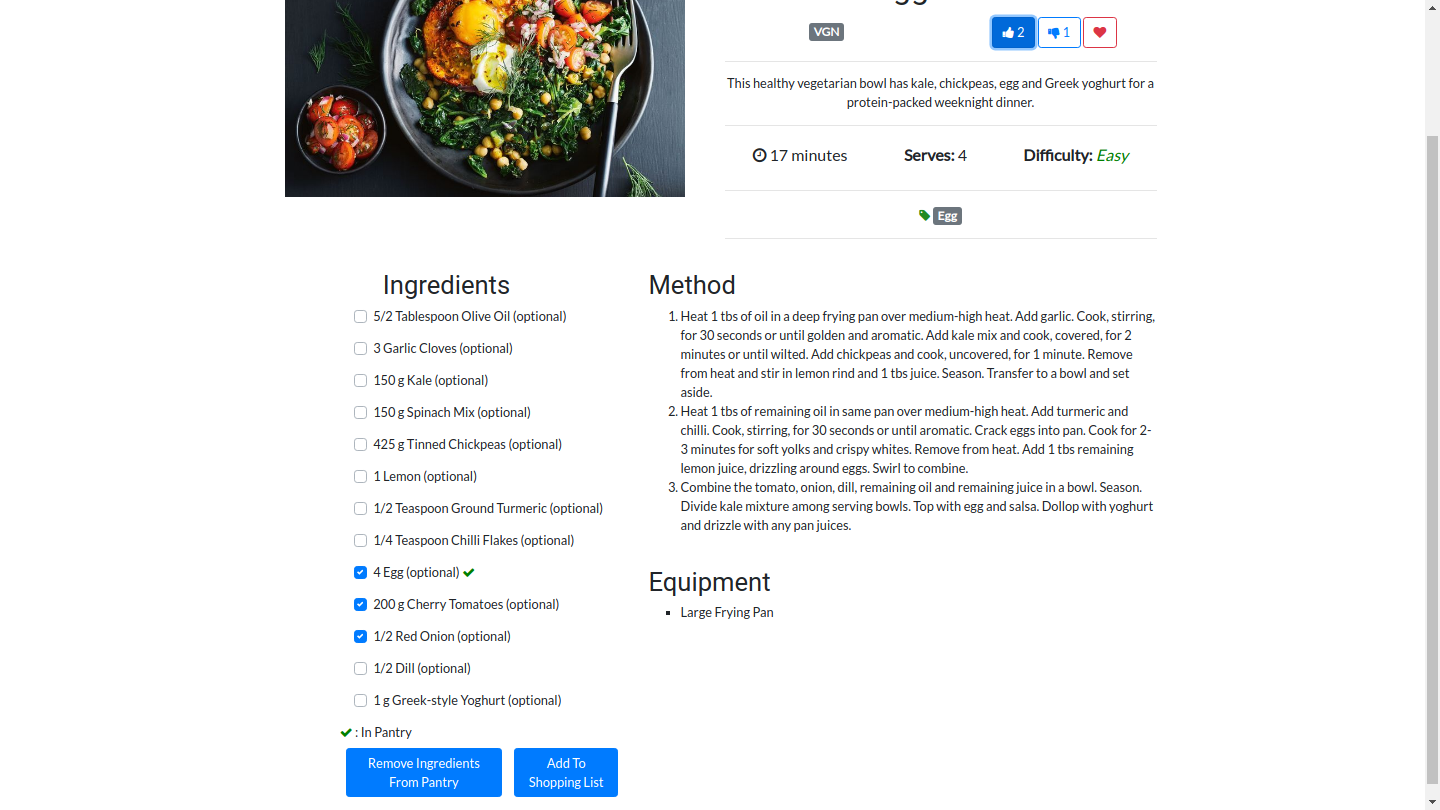 VGN
2
1
This healthy vegetarian bowl has kale, chickpeas, egg and Greek yoghurt for a
protein-packed weeknight dinner.
17 minutes
Serves: 4
Difficulty: Easy
Egg
Ingredients
5/2 Tablespoon Olive Oil (optional)
3 Garlic Cloves (optional)
150 g Kale (optional)
150 g Spinach Mix (optional)
425 g Tinned Chickpeas (optional)
1 Lemon (optional)
1/2 Teaspoon Ground Turmeric (optional)
1/4 Teaspoon Chilli Flakes (optional)
4 Egg (optional)
200 g Cherry Tomatoes (optional)
1/2 Red Onion (optional)
1/2 Dill (optional)
1 g Greek-style Yoghurt (optional)
: In Pantry
Remove Ingredients
From Pantry
Add To
Shopping List
Method
1. Heat 1 tbs of oil in a deep frying pan over medium-high heat. Add garlic. Cook, stirring,
for 30 seconds or until golden and aromatic. Add kale mix and cook, covered, for 2
minutes or until wilted. Add chickpeas and cook, uncovered, for 1 minute. Remove
from heat and stir in lemon rind and 1 tbs juice. Season. Transfer to a bowl and set
aside.
2. Heat 1 tbs of remaining oil in same pan over medium-high heat. Add turmeric and
chilli. Cook, stirring, for 30 seconds or until aromatic. Crack eggs into pan. Cook for 2-
3 minutes for soft yolks and crispy whites. Remove from heat. Add 1 tbs remaining
lemon juice, drizzling around eggs. Swirl to combine.
3. Combine the tomato, onion, dill, remaining oil and remaining juice in a bowl. Season.
Divide kale mixture among serving bowls. Top with egg and salsa. Dollop with yoghurt
and drizzle with any pan juices.
Equipment
Large Frying Pan